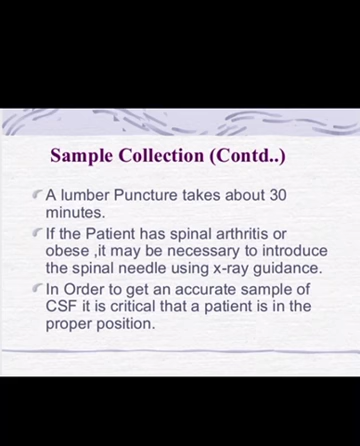 Sample Collection (Contd..)
A lumber Puncture takes about 30
minutes.
If the Patient has spinal arthritis or
obese ,it may be necessary to introduce
the spinal needle using x-ray guidance.
In Order to get an accurate sample of
CSF it is critical that a patient is in the
proper position.